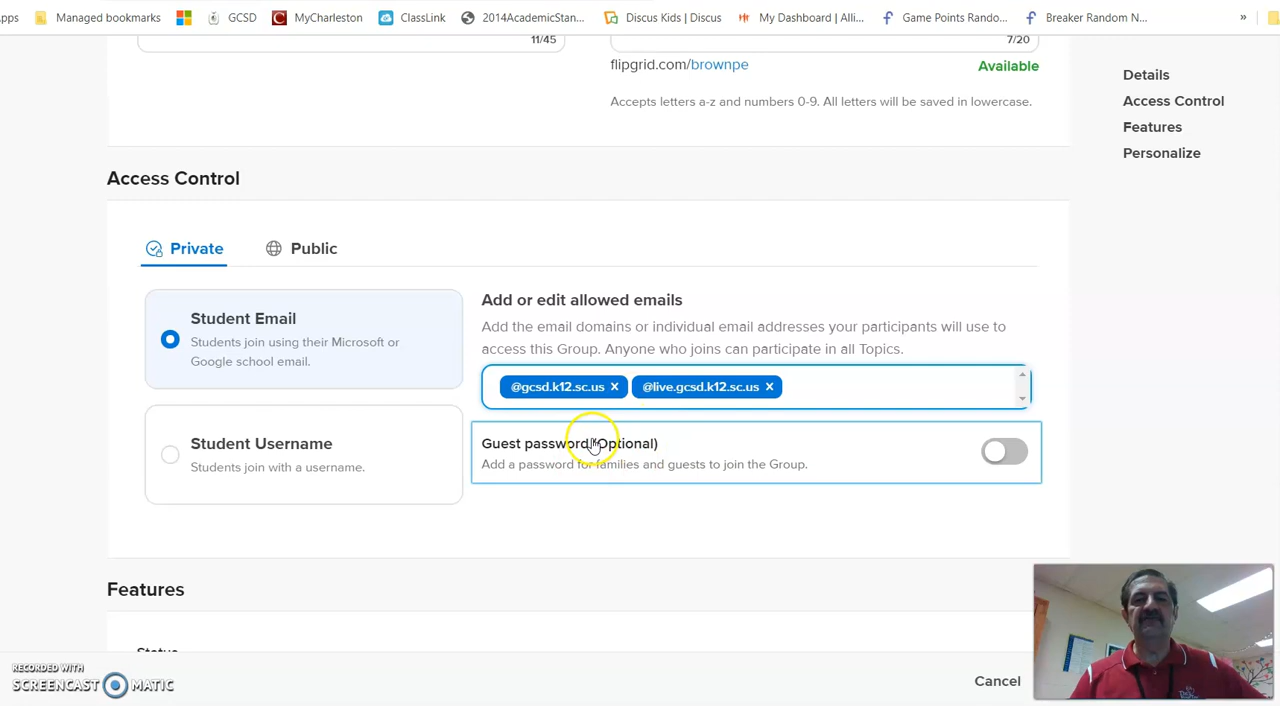 pps Managed bookmarks GCSD MyCharleston ClassLink 2014AcademicStan... Discus Kids | Discus My Dashboard | Alli... Game Points Rando... Breaker Random N... »
11/45 7/20
flipgrid.com/brownpe Available
Accepts letters a-z and numbers 0-9. All letters will be saved in lowercase.
Details
Access Control
Features
Personalize
Access Control
Private Public
Student Email
Students join using their Microsoft or
Google school email.
Student Username
Students join with a username.
Add or edit allowed emails
Add the email domains or individual email addresses your participants will use to
access this Group. Anyone who joins can participate in all Topics.
@gcsd.k12.sc.us × @live.gcsd.k12.sc.us ×
Guest password (Optional)
Add a password for families and guests to join the Group.
Features
Status
Cancel
RECORDED WITH
SCREENCAST MATIC